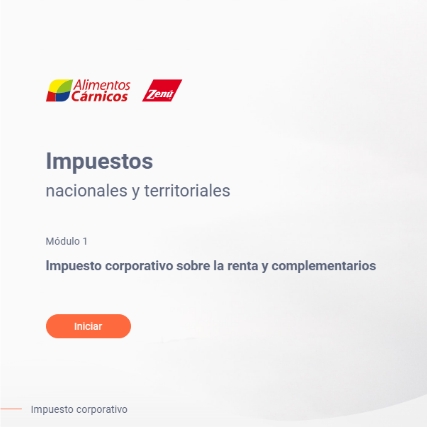 Alimentos
Cárnicos
Zenú
Impuestos
nacionales y territoriales
Módulo 1
Impuesto corporativo sobre la renta y complementarios
Iniciar
Impuesto corporativo